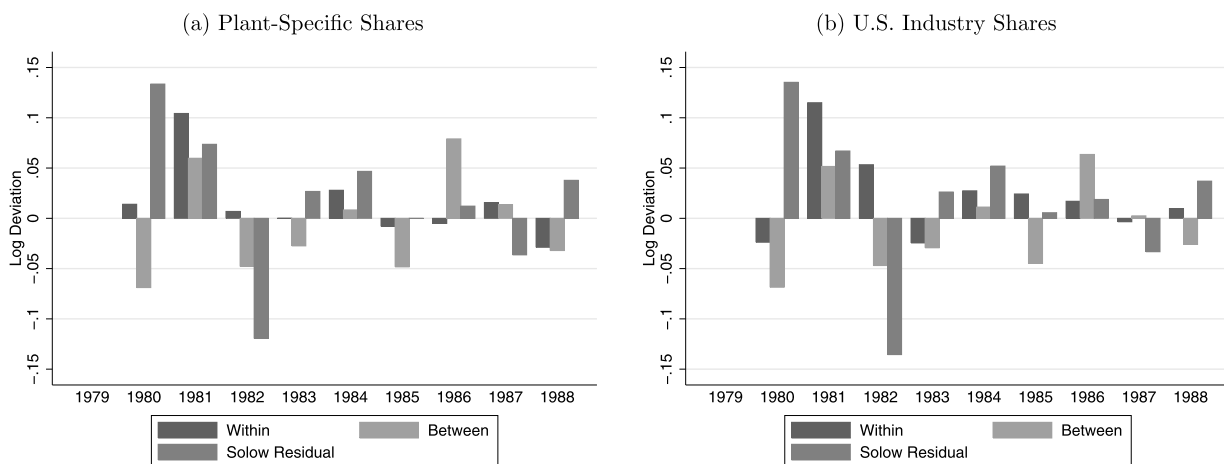 (a) Plant-Specific Shares
Log Deviation
.15
.1
.05
0
-.05
-.1
-.15
1979 1980 1981 1982 1983 1984 1985 1986 1987 1988
Within Between
Solow Residual
(b) U.S. Industry Shares
Log Deviation
.15
.1
.05
0
-.05
-.1
-.15
1979 1980 1981 1982 1983 1984 1985 1986 1987 1988
Within Between
Solow Residual